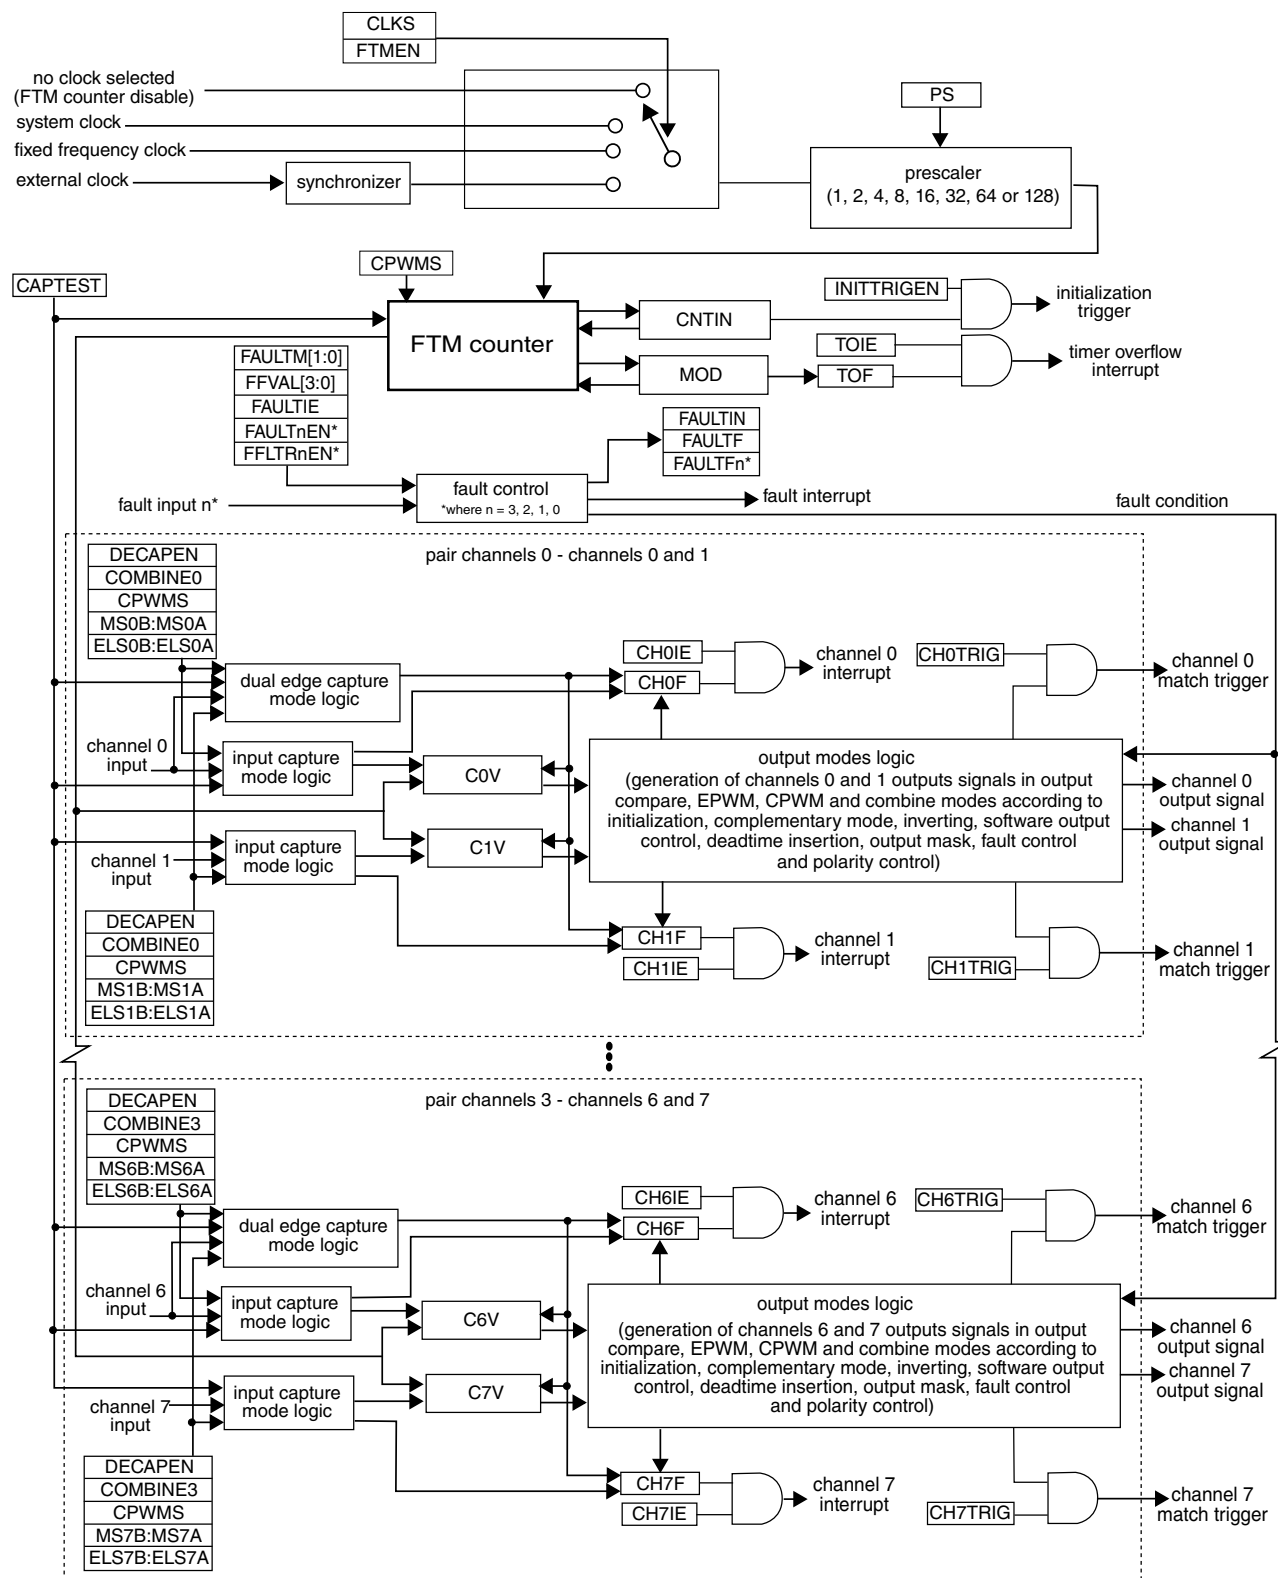 CLKS
FTMEN
no clock selected
(FTM counter disable)
system clock
fixed frequency clock
external clock
synchronizer
PS
prescaler
(1, 2, 4, 8, 16, 32, 64 or 128)
CAPTEST
CPWMS
FTM counter
CNTIN
MOD
INITTRIGEN
initialization
trigger
TOIE
TOF
timer overflow
interrupt
FAULTM[1:0]
FFVAL[3:0]
FAULTIE
FAULTnEN*
FFLTRnEN*
FAULTIN
FAULTF
FAULTFn*
fault input n*
fault control
*where n = 3, 2, 1, 0
fault interrupt
fault condition
pair channels 0 - channels 0 and 1
DECAPEN
COMBINE0
CPWMS
MS0B:MS0A
ELS0B:ELS0A
dual edge capture
mode logic
CH0IE
CH0F
channel 0
interrupt
CH0TRIG
channel 0
match trigger
channel 0
input
input capture
mode logic
C0V
output modes logic
(generation of channels 0 and 1 outputs signals in output
compare, EPWM, CPWM and combine modes according to
initialization, complementary mode, inverting, software output
control, deadtime insertion, output mask, fault control
and polarity control)
channel 0
output signal
channel 1
output signal
channel 1
input
input capture
mode logic
C1V
DECAPEN
COMBINE0
CPWMS
MS1B:MS1A
ELS1B:ELS1A
CH1F
CH1IE
channel 1
interrupt
CH1TRIG
channel 1
match trigger
pair channels 3 - channels 6 and 7
DECAPEN
COMBINE3
CPWMS
MS6B:MS6A
ELS6B:ELS6A
dual edge capture
mode logic
CH6IE
CH6F
channel 6
interrupt
CH6TRIG
channel 6
match trigger
channel 6
input
input capture
mode logic
C6V
output modes logic
(generation of channels 6 and 7 outputs signals in output
compare, EPWM, CPWM and combine modes according to
initialization, complementary mode, inverting, software output
control, deadtime insertion, output mask, fault control
and polarity control)
channel 6
output signal
channel 7
output signal
channel 7
input
input capture
mode logic
C7V
DECAPEN
COMBINE3
CPWMS
MS7B:MS7A
ELS7B:ELS7A
CH7F
CH7IE
channel 7
interrupt
CH7TRIG
channel 7
match trigger